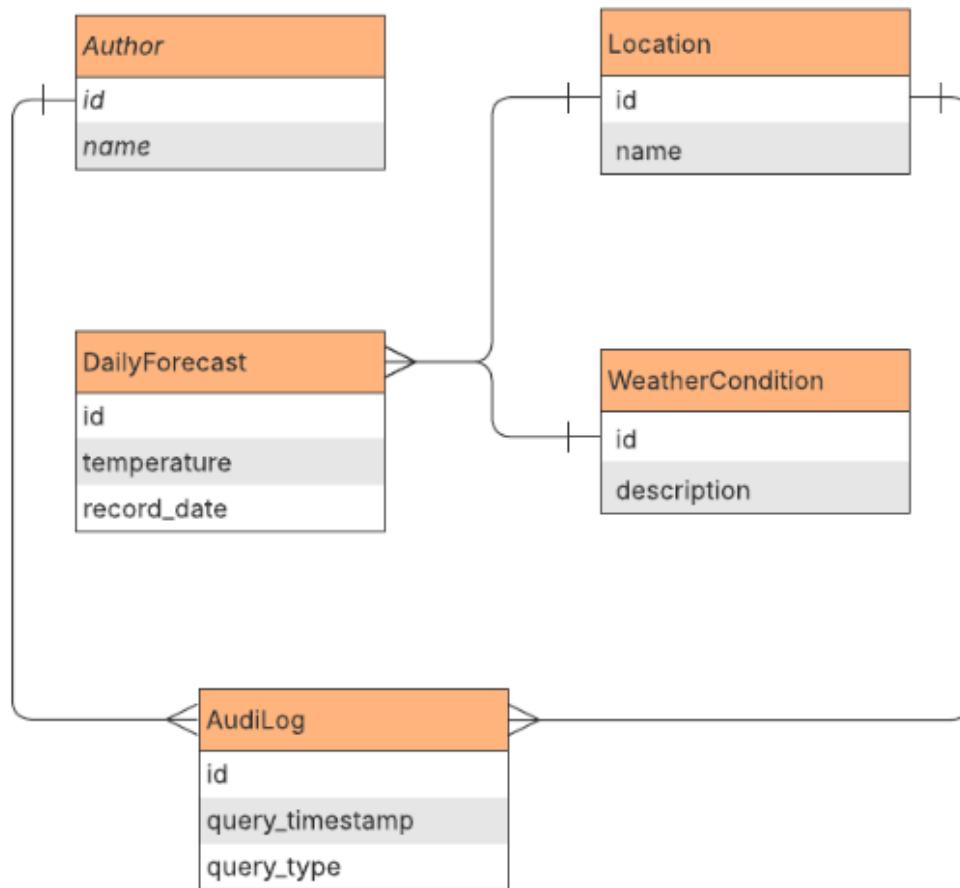 Author
id
name
Location
id
name
DailyForecast
id
temperature
record_date
WeatherCondition
id
description
AudiLog
id
query_timestamp
query_type